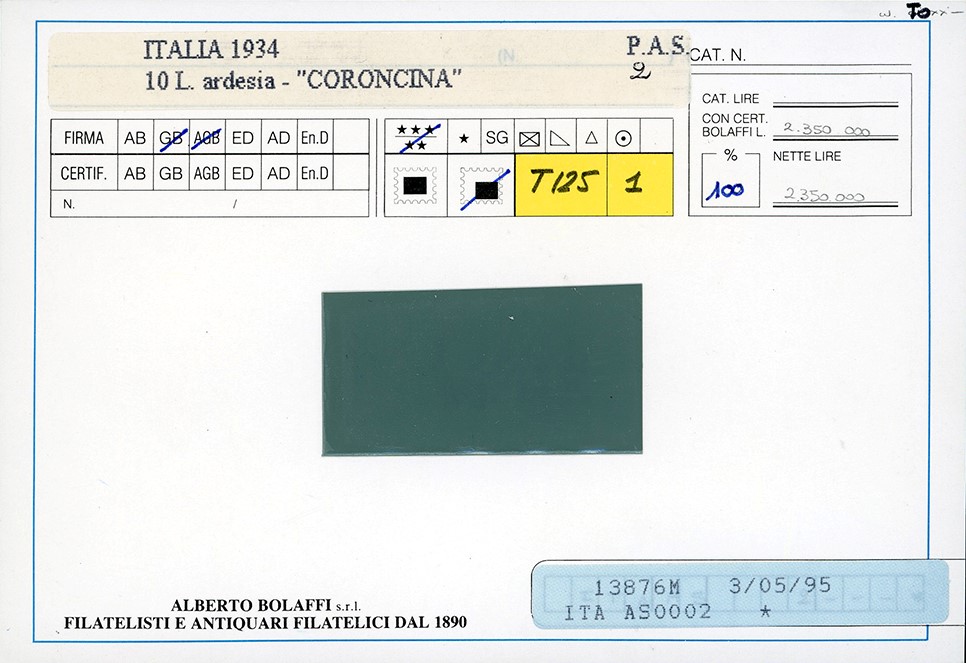 To
ITALIA 1934
P.A.S.
10 L. ardesia - "CORONCINA"
2
CAT. N.
FIRMA AB GB AGB ED AD En.D
CERTIF. AB GB AGB ED AD En.D
N. /
★★★ ★★ ★ SG
T125 1
CAT. LIRE
CON CERT.
BOLAFFI L. 2.350 000
% NETTE LIRE
100 2.350.000
13876M 3/05/95
ITA AS0002 *
ALBERTO BOLAFFI s.r.l.
FILATELISTI E ANTIQUARI FILATELICI DAL 1890